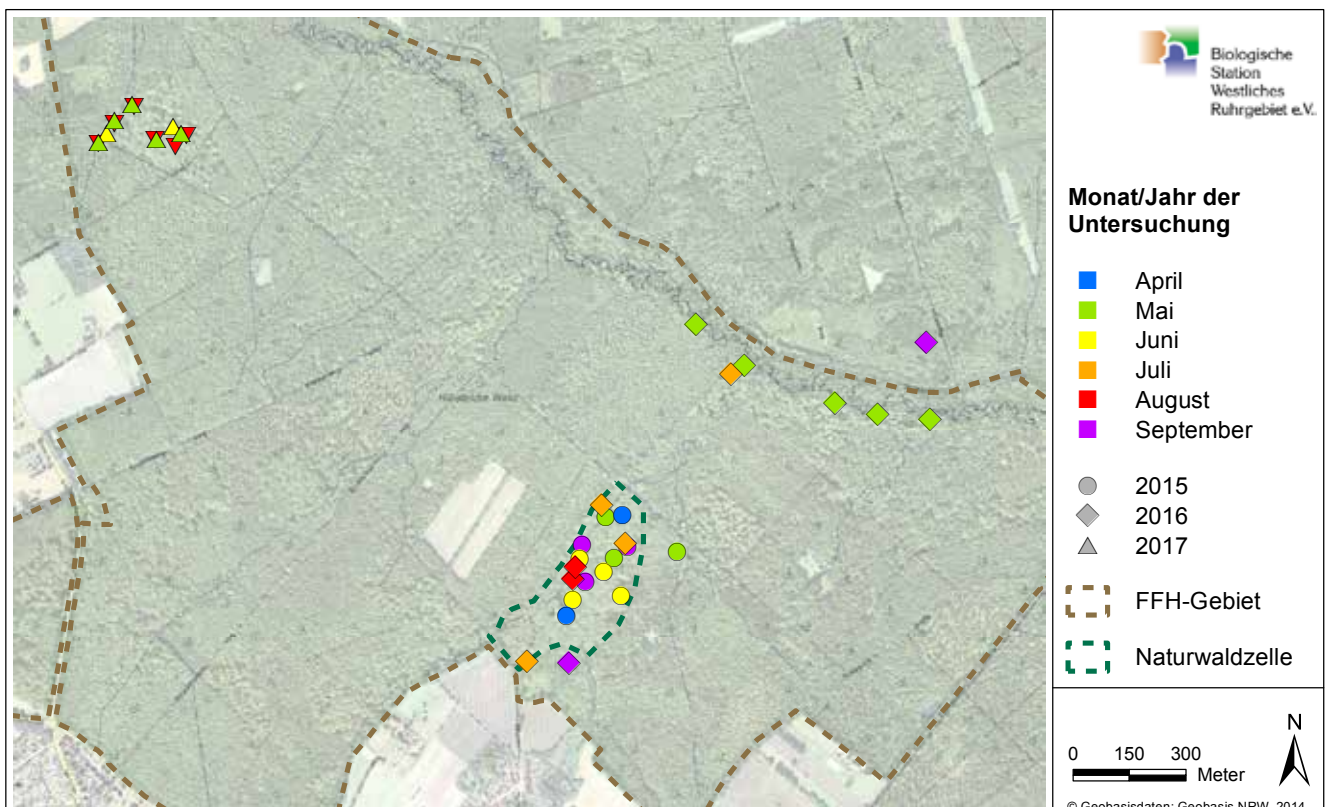 Biologische
Station
Westliches
Ruhrgebiet e.V.
Monat/Jahr der
Untersuchung
April
Mai
Juni
Juli
August
September
2015
2016
2017
FFH-Gebiet
Naturwaldzelle
N
0 150 300
Meter
© Geobasisdaten: Geobasis NRW, 2014